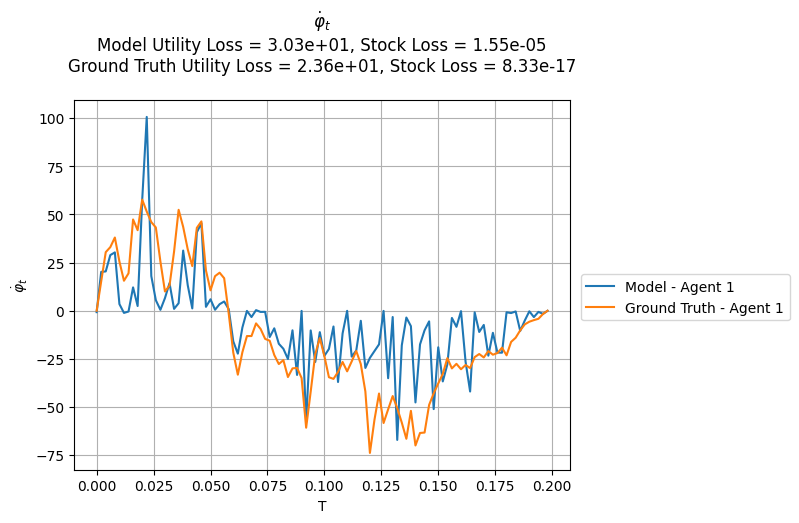 φ̇ₜ
Model Utility Loss = 3.03e+01, Stock Loss = 1.55e-05
Ground Truth Utility Loss = 2.36e+01, Stock Loss = 8.33e-17
100
75
50
25
0
−25
−50
−75
φ̇ₜ
0.000 0.025 0.050 0.075 0.100 0.125 0.150 0.175 0.200
T
Model - Agent 1
Ground Truth - Agent 1